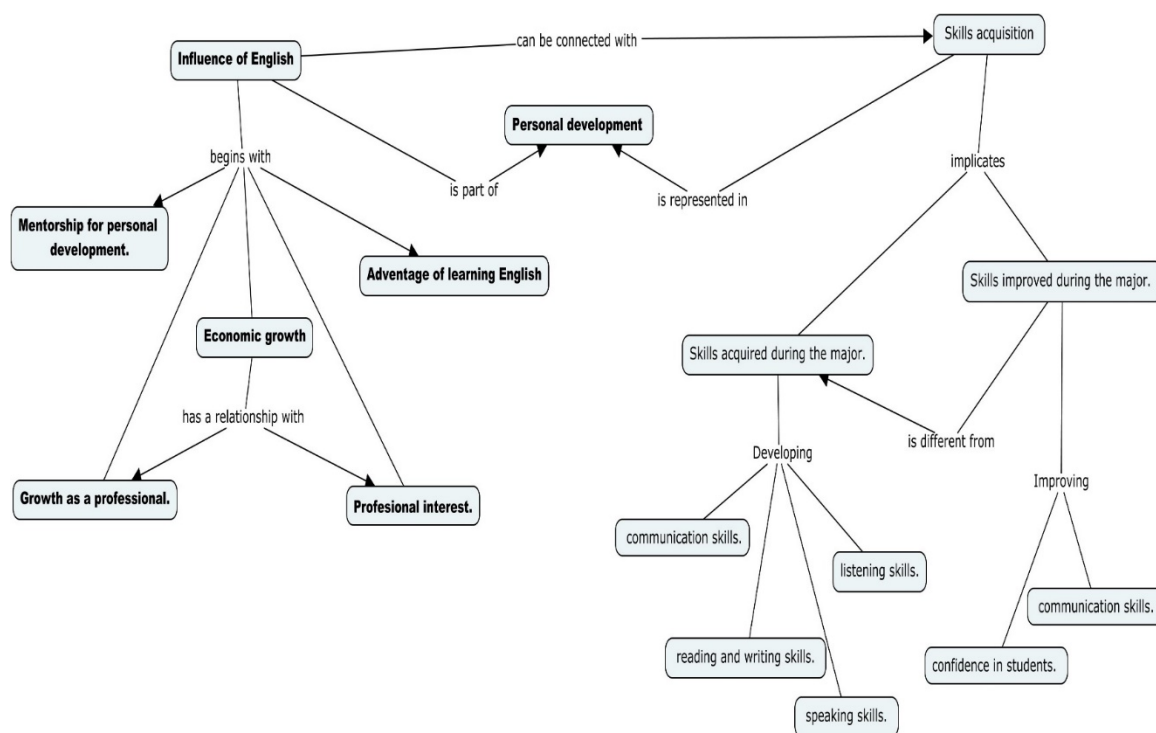 can be connected with
Skills acquisition
Influence of English
Personal development
begins with
implicates
is part of
is represented in
Mentorship for personal
development.
Advantage of learning English
Skills improved during the major.
Economic growth
Skills acquired during the major.
has a relationship with
is different from
Developing
Growth as a professional.
Profesional interest.
Improving
communication skills.
listening skills.
communication skills.
reading and writing skills.
confidence in students.
speaking skills.